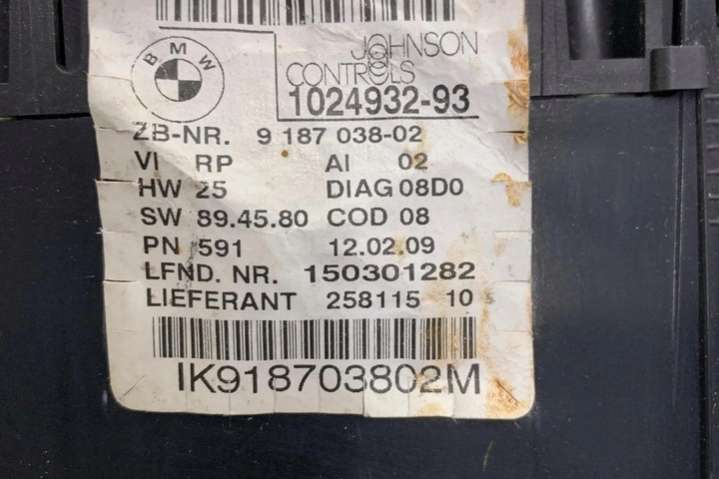 BMW
JOHNSON
CONTROLS
1024932-93
ZB-NR. 9 187 038-02
VI RP AI 02
HW 25 DIAG 08D0
SW 89.45.80 COD 08
PN 591 12.02.09
LFND. NR. 150301282
LIEFERANT 258115 10
IK918703802M